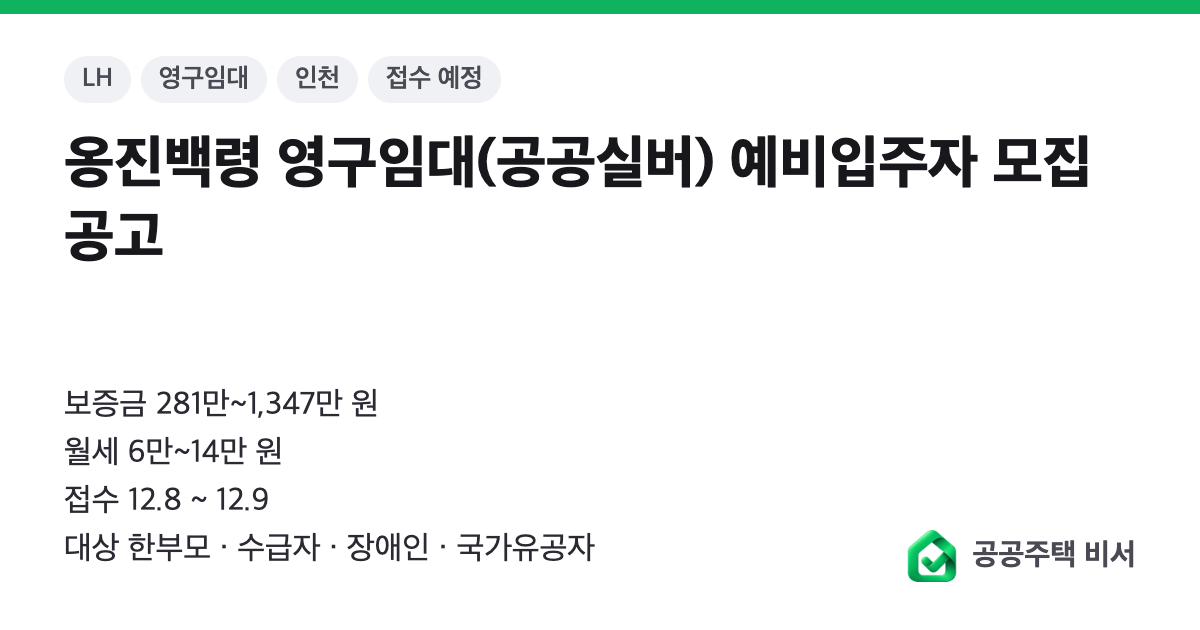 LH 영구임대 인천 접수 예정
옹진백령 영구임대(공공실버) 예비입주자 모집
공고
보증금 281만~1,347만 원
월세 6만~14만 원
접수 12.8 ~ 12.9
대상 한부모 · 수급자 · 장애인 · 국가유공자
공공주택 비서